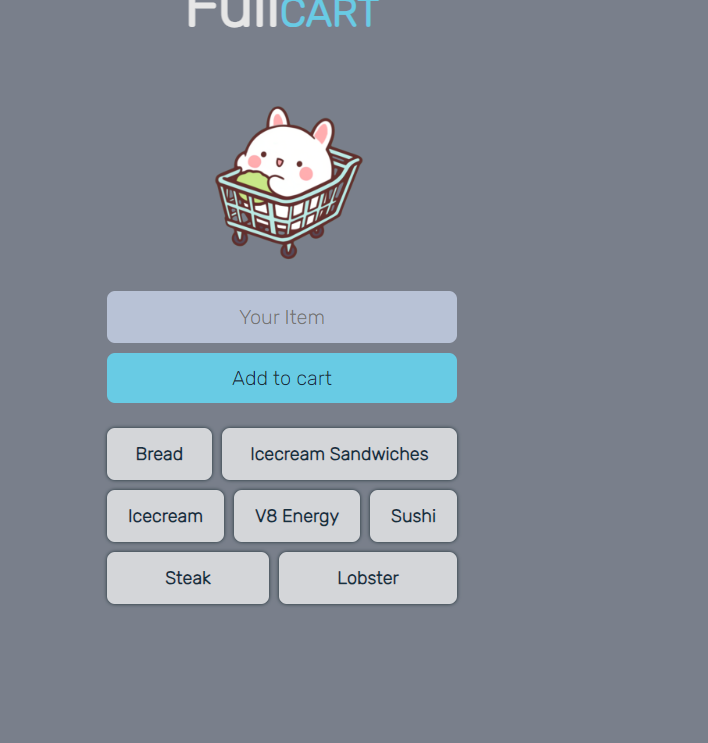 FullCART
Your Item
Add to cart
Bread Icecream Sandwiches
Icecream V8 Energy Sushi
Steak Lobster